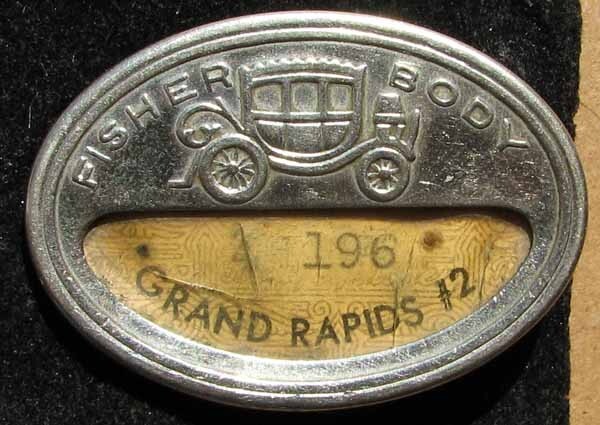 FISHER BODY
196
GRAND RAPIDS #2